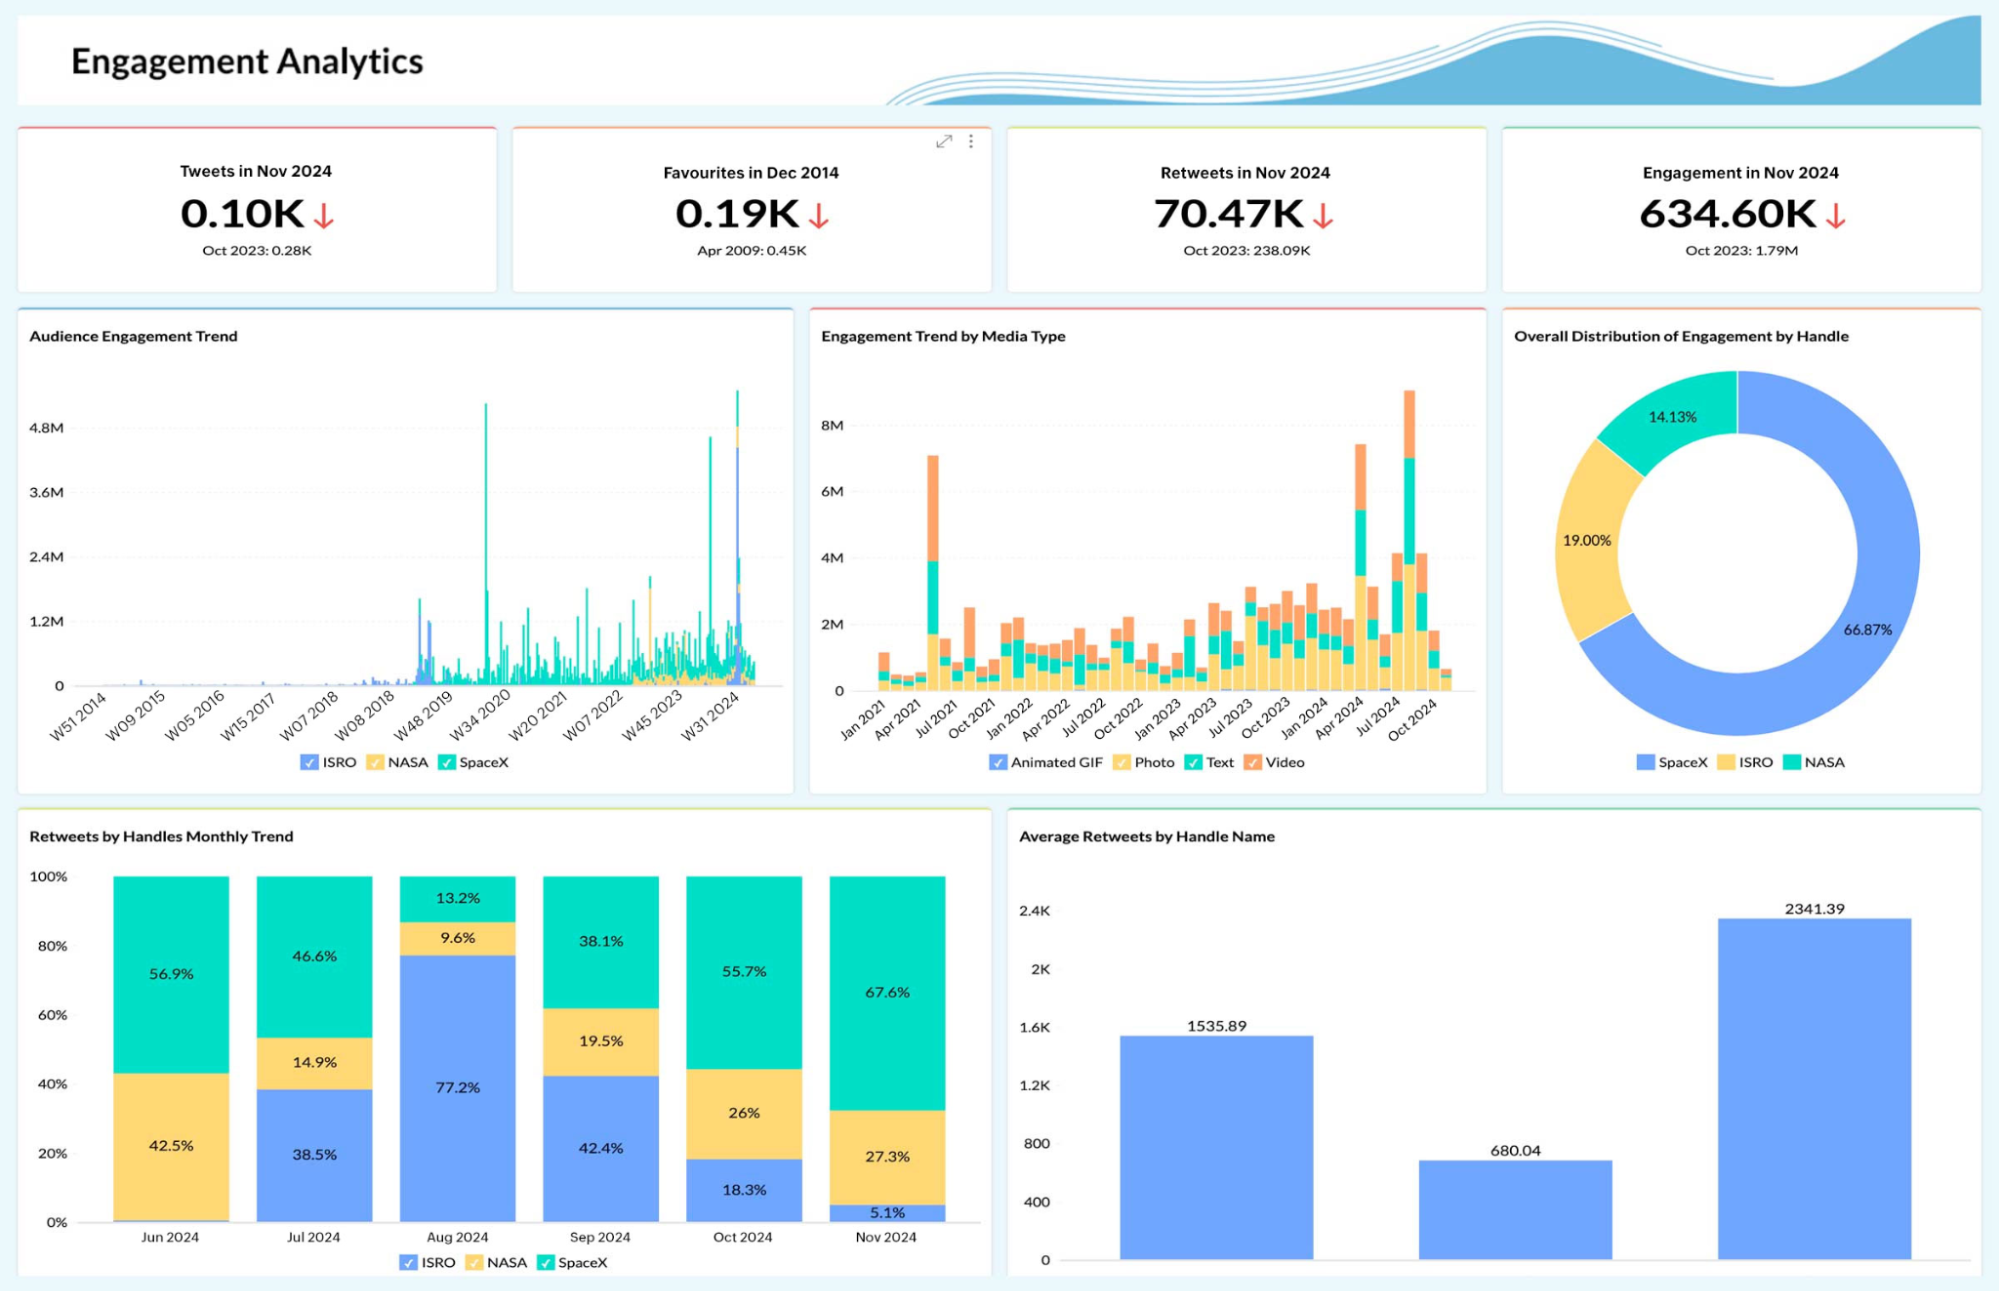 Engagement Analytics
Tweets in Nov 2024
0.10K
Oct 2023: 0.28K
Favourites in Dec 2014
0.19K
Apr 2009: 0.45K
Retweets in Nov 2024
70.47K
Oct 2023: 238.09K
Engagement in Nov 2024
634.60K
Oct 2023: 1.79M
Audience Engagement Trend
4.8M
3.6M
2.4M
1.2M
0
W51 2014 W09 2015 W05 2016 W15 2017 W07 2018 W08 2018 W48 2019 W34 2020 W20 2021 W07 2022 W45 2023 W31 2024
ISRO NASA SpaceX
Engagement Trend by Media Type
8M
6M
4M
2M
0
Jan 2021 Apr 2021 Jul 2021 Oct 2021 Jan 2022 Apr 2022 Jul 2022 Oct 2022 Jan 2023 Apr 2023 Jul 2023 Oct 2023 Jan 2024 Apr 2024 Jul 2024 Oct 2024
Animated GIF Photo Text Video
Overall Distribution of Engagement by Handle
14.13%
19.00%
66.87%
SpaceX ISRO NASA
Retweets by Handles Monthly Trend
100%
80%
60%
40%
20%
0%
56.9%
42.5%
46.6%
14.9%
38.5%
13.2%
9.6%
77.2%
38.1%
19.5%
42.4%
55.7%
26%
18.3%
67.6%
27.3%
5.1%
Jun 2024 Jul 2024 Aug 2024 Sep 2024 Oct 2024 Nov 2024
ISRO NASA SpaceX
Average Retweets by Handle Name
2.4K
2K
1.6K
1.2K
800
400
0
1535.89
680.04
2341.39